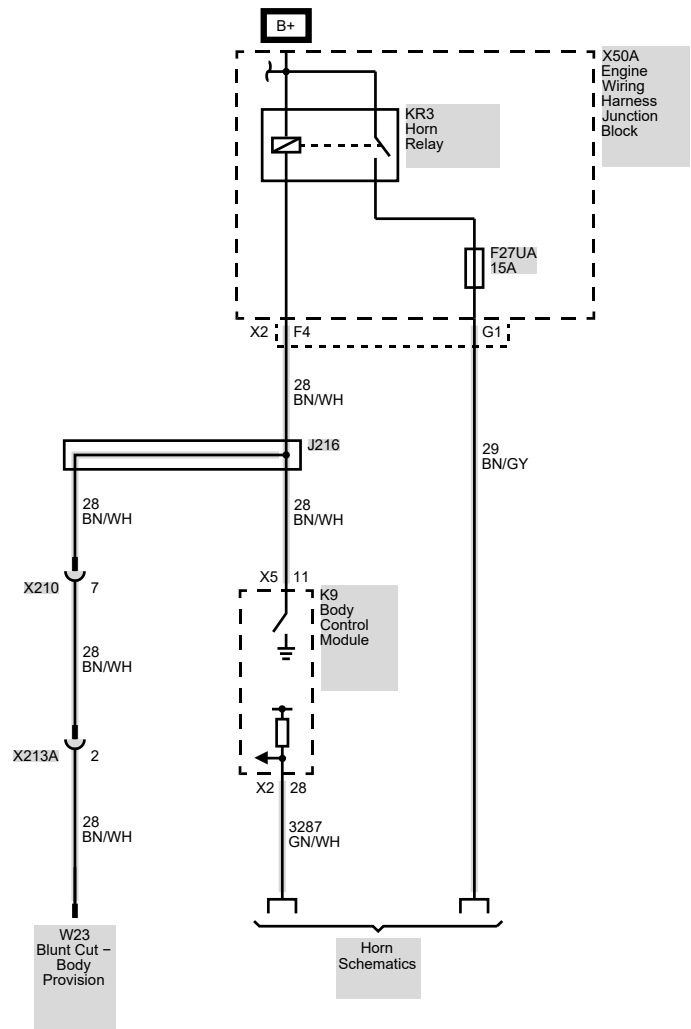 B+
X50A
Engine
Wiring
Harness
Junction
Block
KR3
Horn
Relay
F27UA
15A
X2 F4
G1
28
BN/WH
J216
29
BN/GY
28
BN/WH
28
BN/WH
X5 11
X210 7
K9
Body
Control
Module
28
BN/WH
X213A 2
X2 28
28
BN/WH
3287
GN/WH
W23
Blunt Cut −
Body
Provision
Horn
Schematics